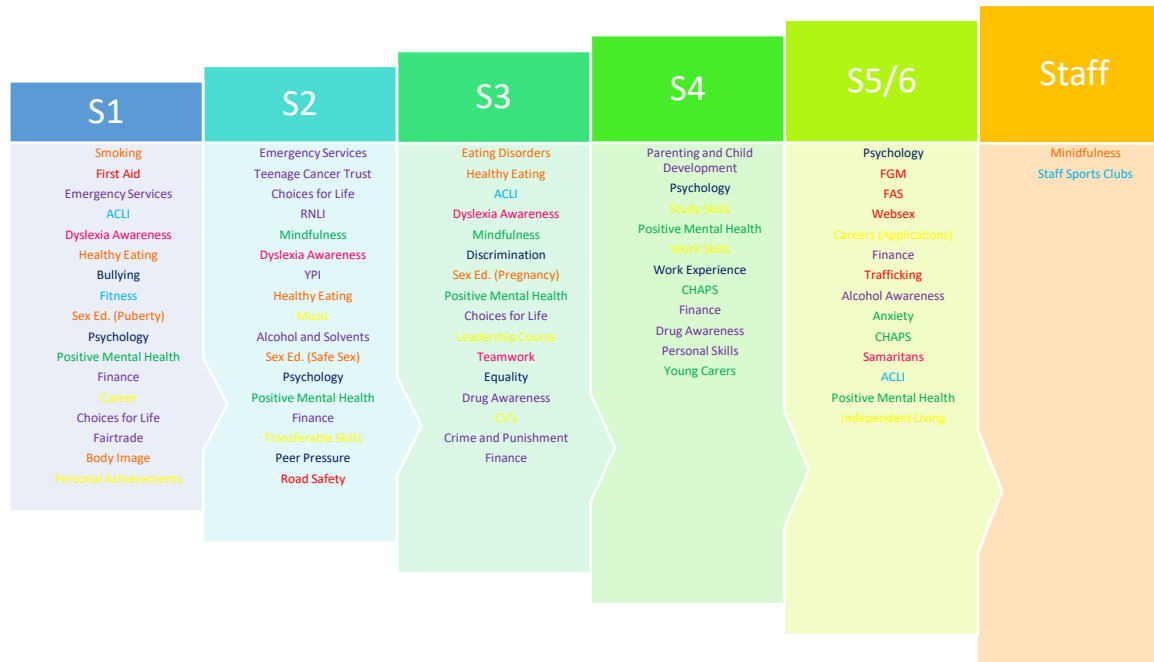 S1
Smoking
First Aid
Emergency Services
ACLI
Dyslexia Awareness
Healthy Eating
Bullying
Fitness
Sex Ed. (Puberty)
Psychology
Positive Mental Health
Finance
Career
Choices for Life
Fairtrade
Body Image
Personal Achievements
S2
Emergency Services
Teenage Cancer Trust
Choices for Life
RNLI
Mindfulness
Dyslexia Awareness
YPI
Healthy Eating
Music
Alcohol and Solvents
Sex Ed. (Safe Sex)
Psychology
Positive Mental Health
Finance
Transferable Skills
Peer Pressure
Road Safety
S3
Eating Disorders
Healthy Eating
ACLI
Dyslexia Awareness
Mindfulness
Discrimination
Sex Ed. (Pregnancy)
Positive Mental Health
Choices for Life
Leadership Course
Teamwork
Equality
Drug Awareness
CV's
Crime and Punishment
Finance
S4
Parenting and Child
Development
Psychology
Study Skills
Positive Mental Health
Work Skills
Work Experience
CHAPS
Finance
Drug Awareness
Personal Skills
Young Carers
S5/6
Psychology
FGM
FAS
Websex
Careers (Applications)
Finance
Trafficking
Alcohol Awareness
Anxiety
CHAPS
Samaritans
ACLI
Positive Mental Health
Independent Living
Staff
Minidfulness
Staff Sports Clubs